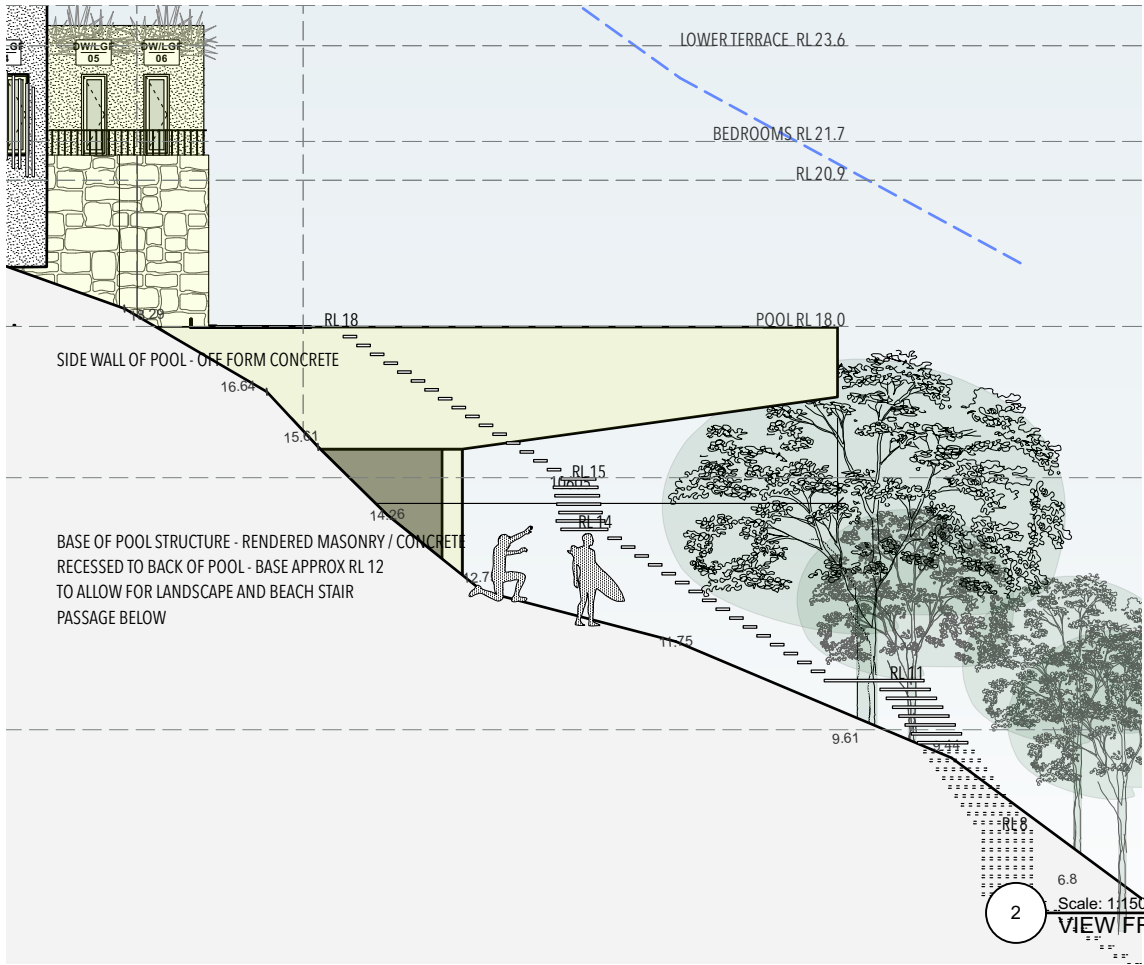 LOWER TERRACE RL 23.6
DW/LGF
05
DW/LGF
06
BEDROOMS RL 21.7
RL 20.9
18.29
RL 18
POOL RL 18.0
SIDE WALL OF POOL - OFF FORM CONCRETE
16.64
15.61
RL 15
14.26
RL 14
BASE OF POOL STRUCTURE - RENDERED MASONRY / CONCRETE
RECESSED TO BACK OF POOL - BASE APPROX RL 12
TO ALLOW FOR LANDSCAPE AND BEACH STAIR
PASSAGE BELOW
11.75
RL 11
9.61
9.44
RL 8
6.8
2
Scale: 1:150
VIEW